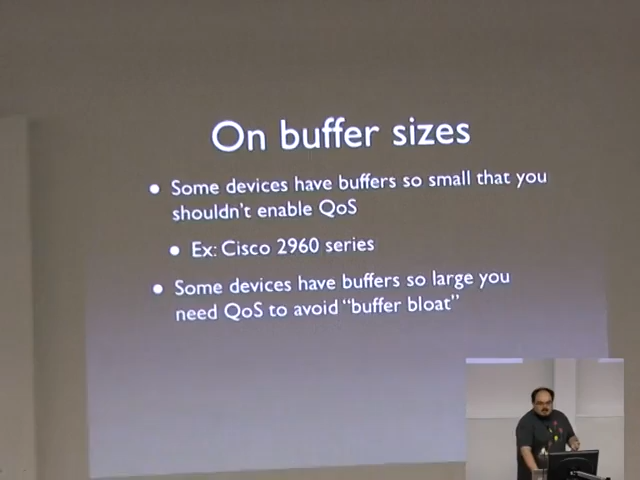 On buffer sizes
• Some devices have buffers so small that you
shouldn't enable QoS
• Ex: Cisco 2960 series
• Some devices have buffers so large you
need QoS to avoid “buffer bloat”